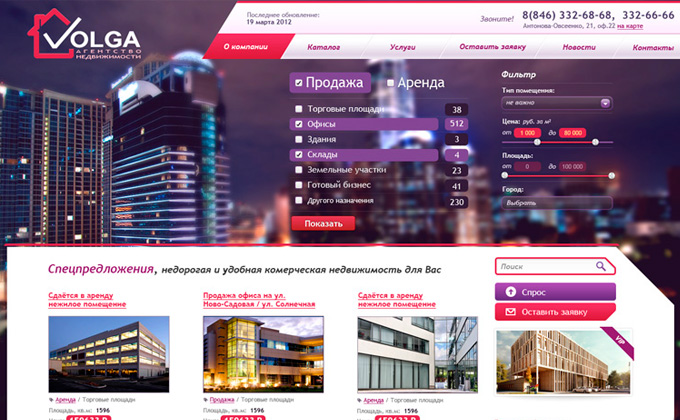 VOLGA
АГЕНТСТВО
НЕДВИЖИМОСТИ
Последнее обновление:
19 марта 2012
Звоните!
8(846) 332-68-68, 332-66-66
Антонова-Овсеенко, 21, оф.22 на карте
О компании
Каталог
Услуги
Оставить заявку
Новости
Контакты
Продажа
Аренда
Торговые площади 38
Офисы 512
Здания 3
Склады 4
Земельные участки 23
Готовый бизнес 41
Другого назначения 230
Показать
Фильтр
Тип помещения:
не важно
Цена: руб. за м²
от 1 000 до 80 000
Площадь:
от 0 до 100 000
Город:
Выбрать
Спецпредложения, недорогая и удобная комерческая недвижимость для Вас
Сдаётся в аренду
нежилое помещение
Аренда / Торговые площади
Площадь, кв.м: 1596
Продажа офиса на ул.
Ново-Садовая / ул. Солнечная
Продажа / Торговые площади
Площадь, кв.м: 1596
Сдаётся в аренду
нежилое помещение
Аренда / Торговые площади
Площадь, кв.м: 1596
Поиск
Спрос
Оставить заявку
VIP